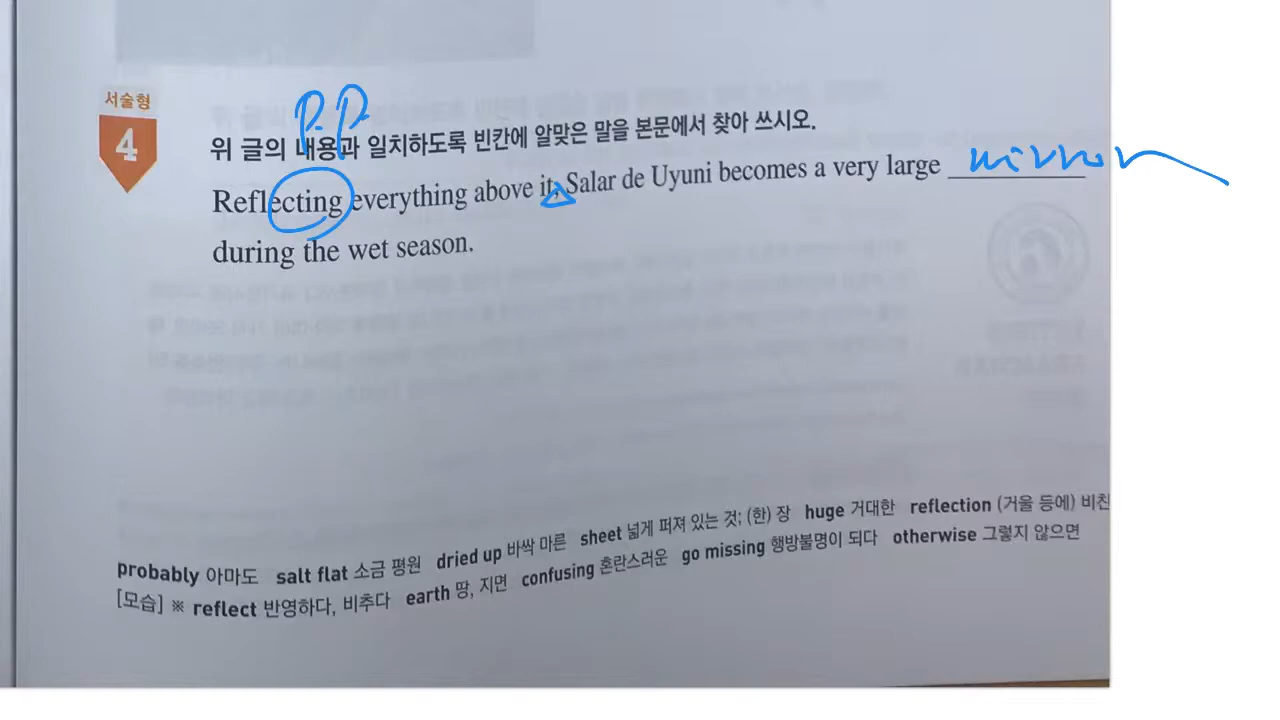 서술형
P.P
4
위 글의 내용과 일치하도록 빈칸에 알맞은 말을 본문에서 찾아 쓰시오.
Reflecting everything above it, Salar de Uyuni becomes a very large mirror
during the wet season.
probably 아마도 salt flat 소금 평원 dried up 바싹 마른 sheet 넓게 퍼져 있는 것; (한) 장 huge 거대한 reflection (거울 등에) 비친
[모습] ※ reflect 반영하다, 비추다 earth 땅, 지면 confusing 혼란스러운 go missing 행방불명이 되다 otherwise 그렇지 않으면